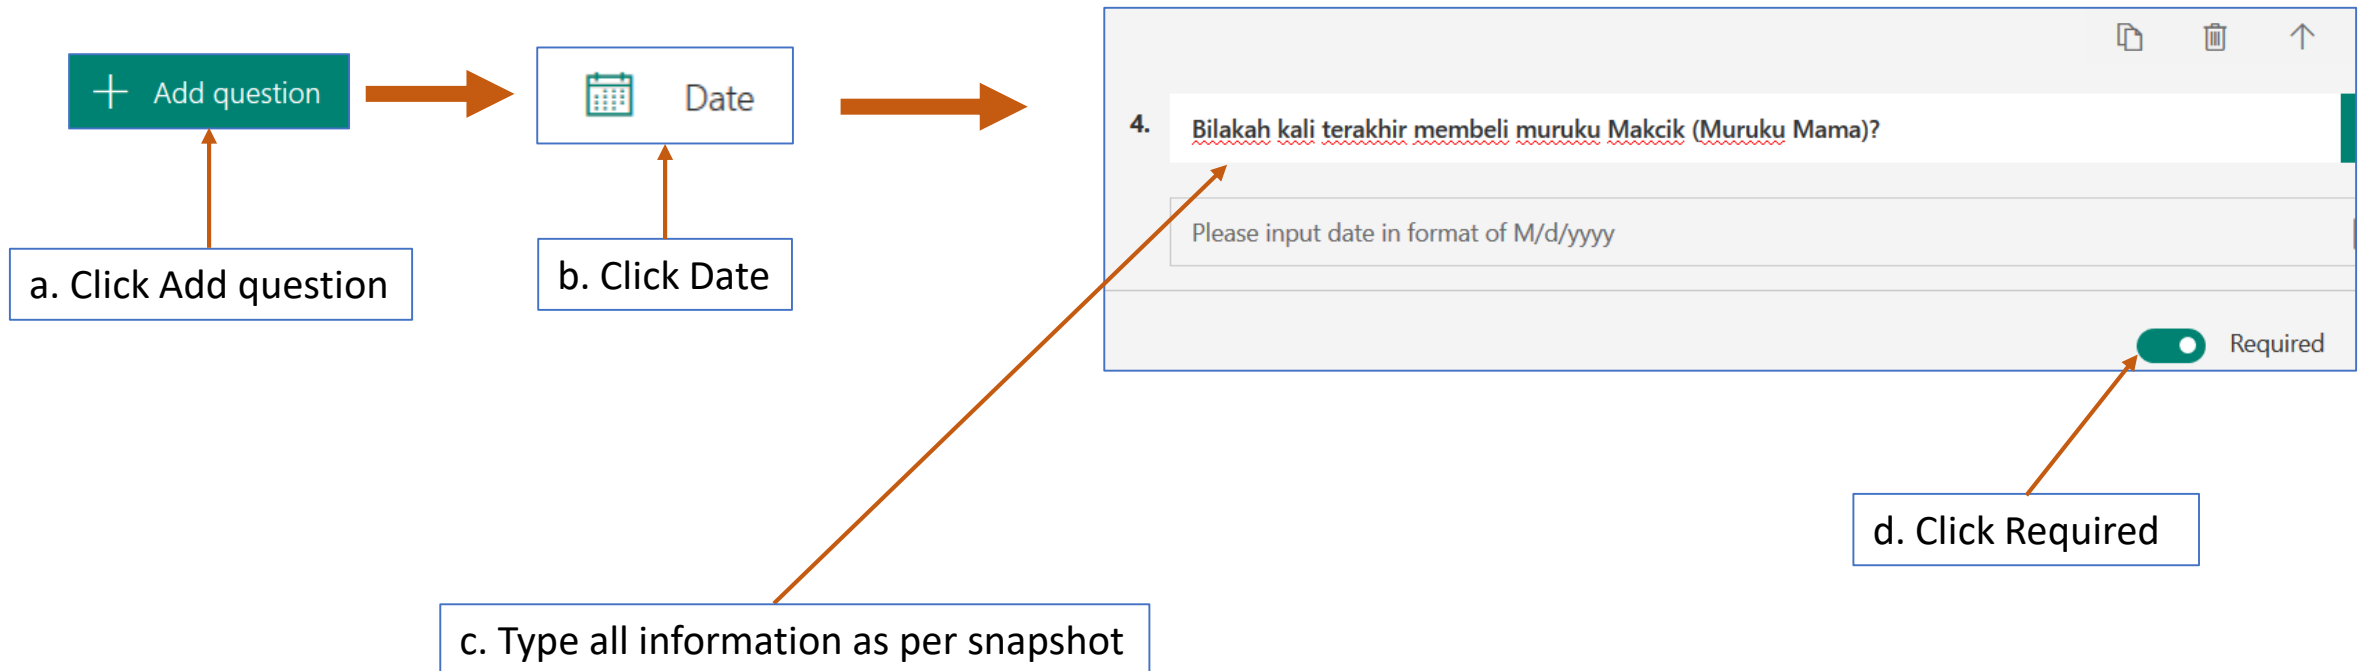 Add question
Date
4. Bilakah kali terakhir membeli muruku Makcik (Muruku Mama)?
Please input date in format of M/d/yyyy
Required
a. Click Add question
b. Click Date
c. Type all information as per snapshot
d. Click Required